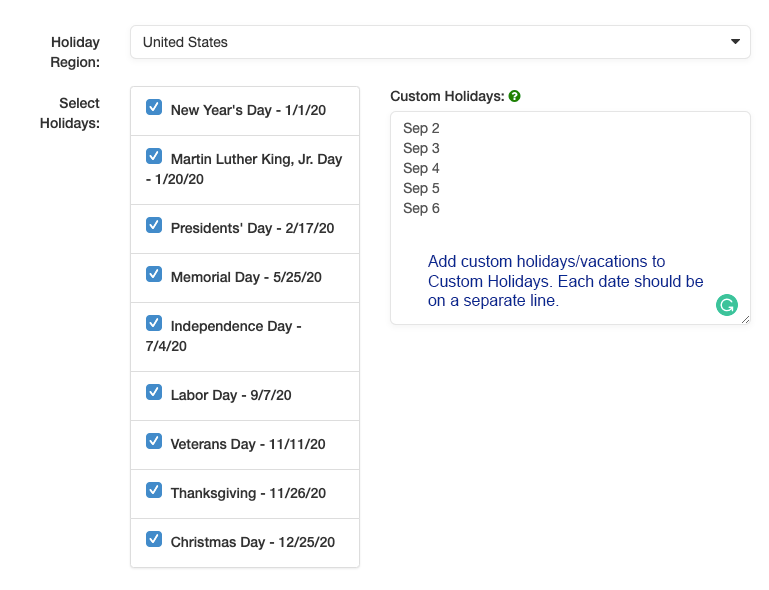 Holiday
Region:
United States
Select
Holidays:
New Year's Day - 1/1/20
Martin Luther King, Jr. Day
- 1/20/20
Presidents' Day - 2/17/20
Memorial Day - 5/25/20
Independence Day -
7/4/20
Labor Day - 9/7/20
Veterans Day - 11/11/20
Thanksgiving - 11/26/20
Christmas Day - 12/25/20
Custom Holidays:
Sep 2
Sep 3
Sep 4
Sep 5
Sep 6
Add custom holidays/vacations to
Custom Holidays. Each date should be
on a separate line.